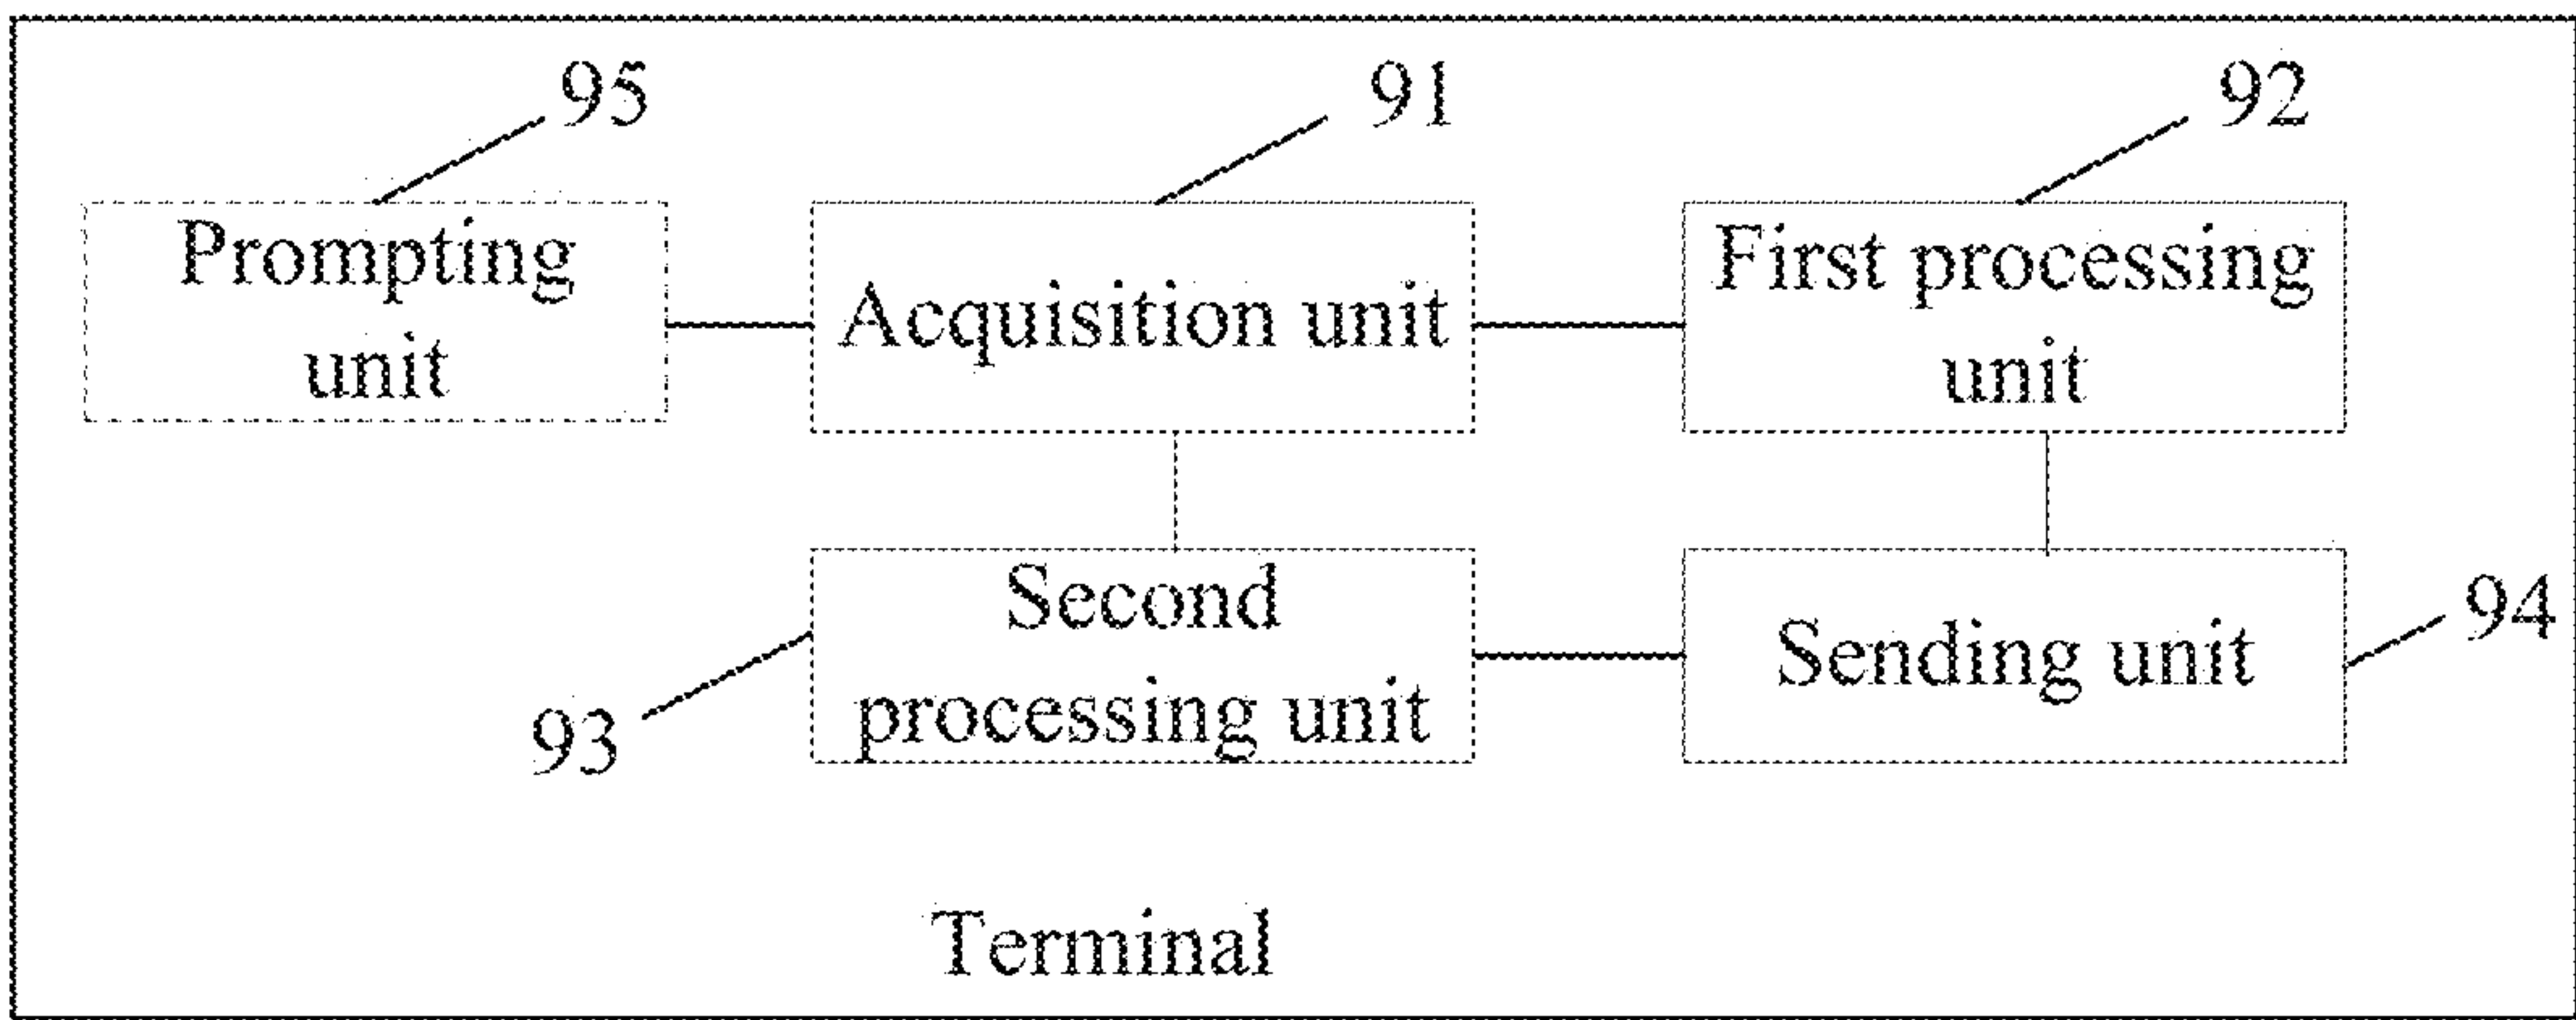 95
91
92
Prompting
unit
Acquisition unit
First processing
unit
Second
processing unit
93
Sending unit
94
Terminal